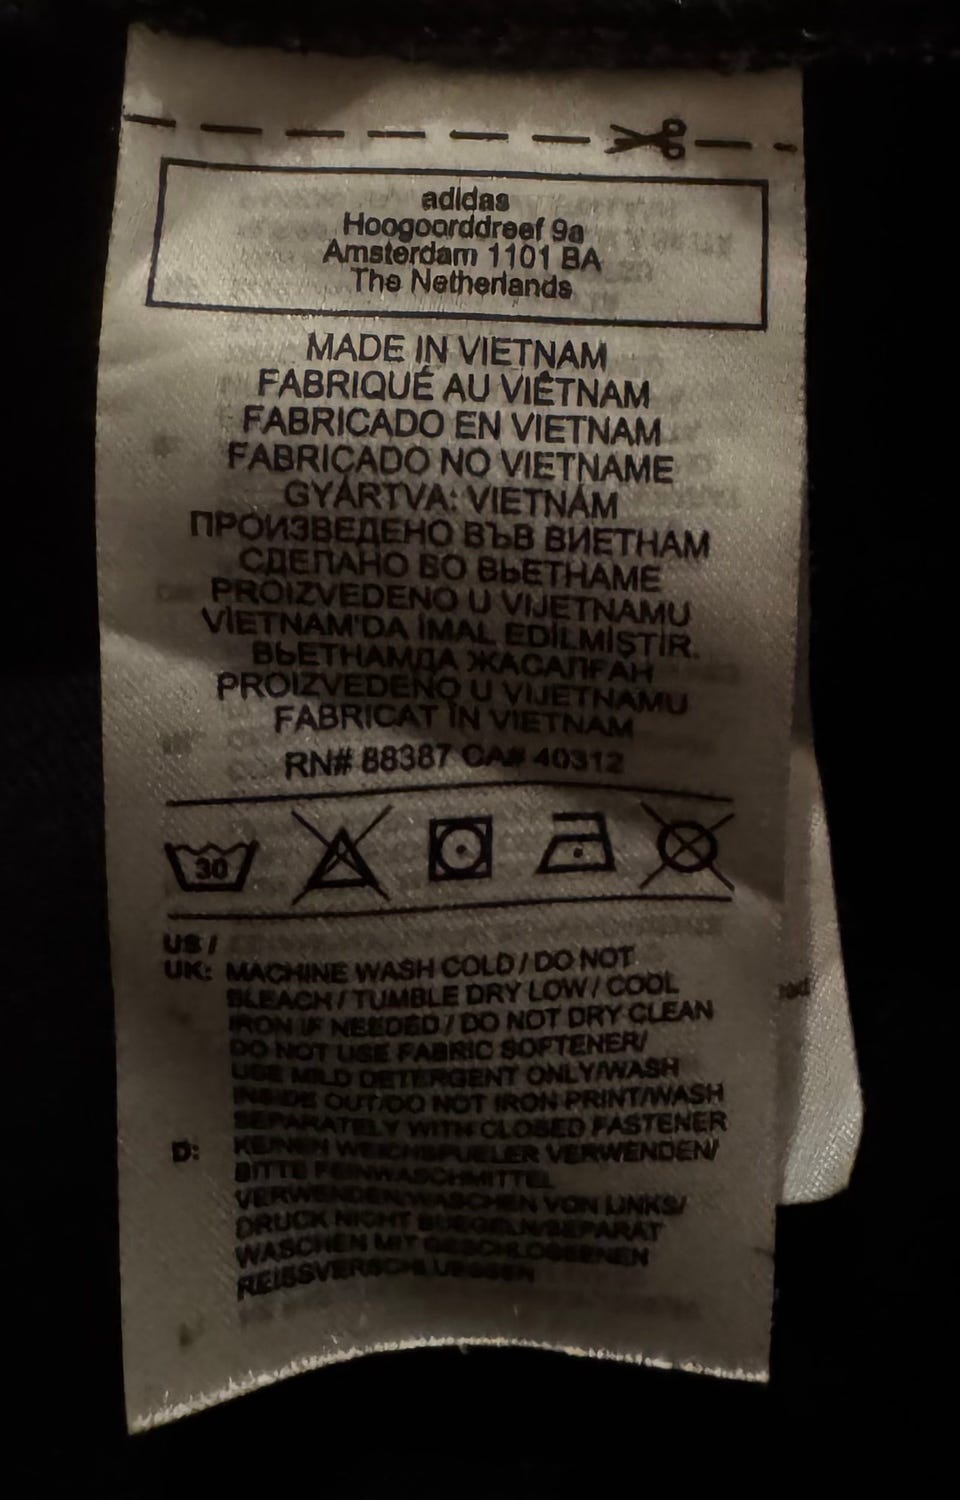 adidas
Hoogoorddreef 9a
Amsterdam 1101 BA
The Netherlands
MADE IN VIETNAM
FABRIQUÉ AU VIÊTNAM
FABRICADO EN VIETNAM
FABRICADO NO VIETNAME
GYÁRTVA: VIETNÁM
ПРОИЗВЕДЕНО ВЪВ ВИЕТНАМ
СДЕЛАНО ВО ВЬЕТНАМЕ
PROIZVEDENO U VIJETNAMU
VİETNAM'DA İMAL EDİLMİŞTİR.
ВЬЕТНАМДА ЖАСАЛҒАН
PROIZVEDENO U VIJETNAMU
FABRICAT ÎN VIETNAM
RN# 88387 CA# 40312
30
US /
UK: MACHINE WASH COLD / DO NOT
BLEACH / TUMBLE DRY LOW / COOL
IRON IF NEEDED / DO NOT DRY CLEAN
DO NOT USE FABRIC SOFTENER/
USE MILD DETERGENT ONLY/WASH
INSIDE OUT/DO NOT IRON PRINT/WASH
SEPARATELY WITH CLOSED FASTENER
D: KEINEN WEICHSPUELER VERWENDEN/
BITTE FEINWASCHMITTEL
VERWENDEN/WASCHEN VON LINKS/
DRUCK NICHT BUEGELN/SEPARAT
WASCHEN MIT GESCHLOSSENEN
REISSVERSCHLUESSEN